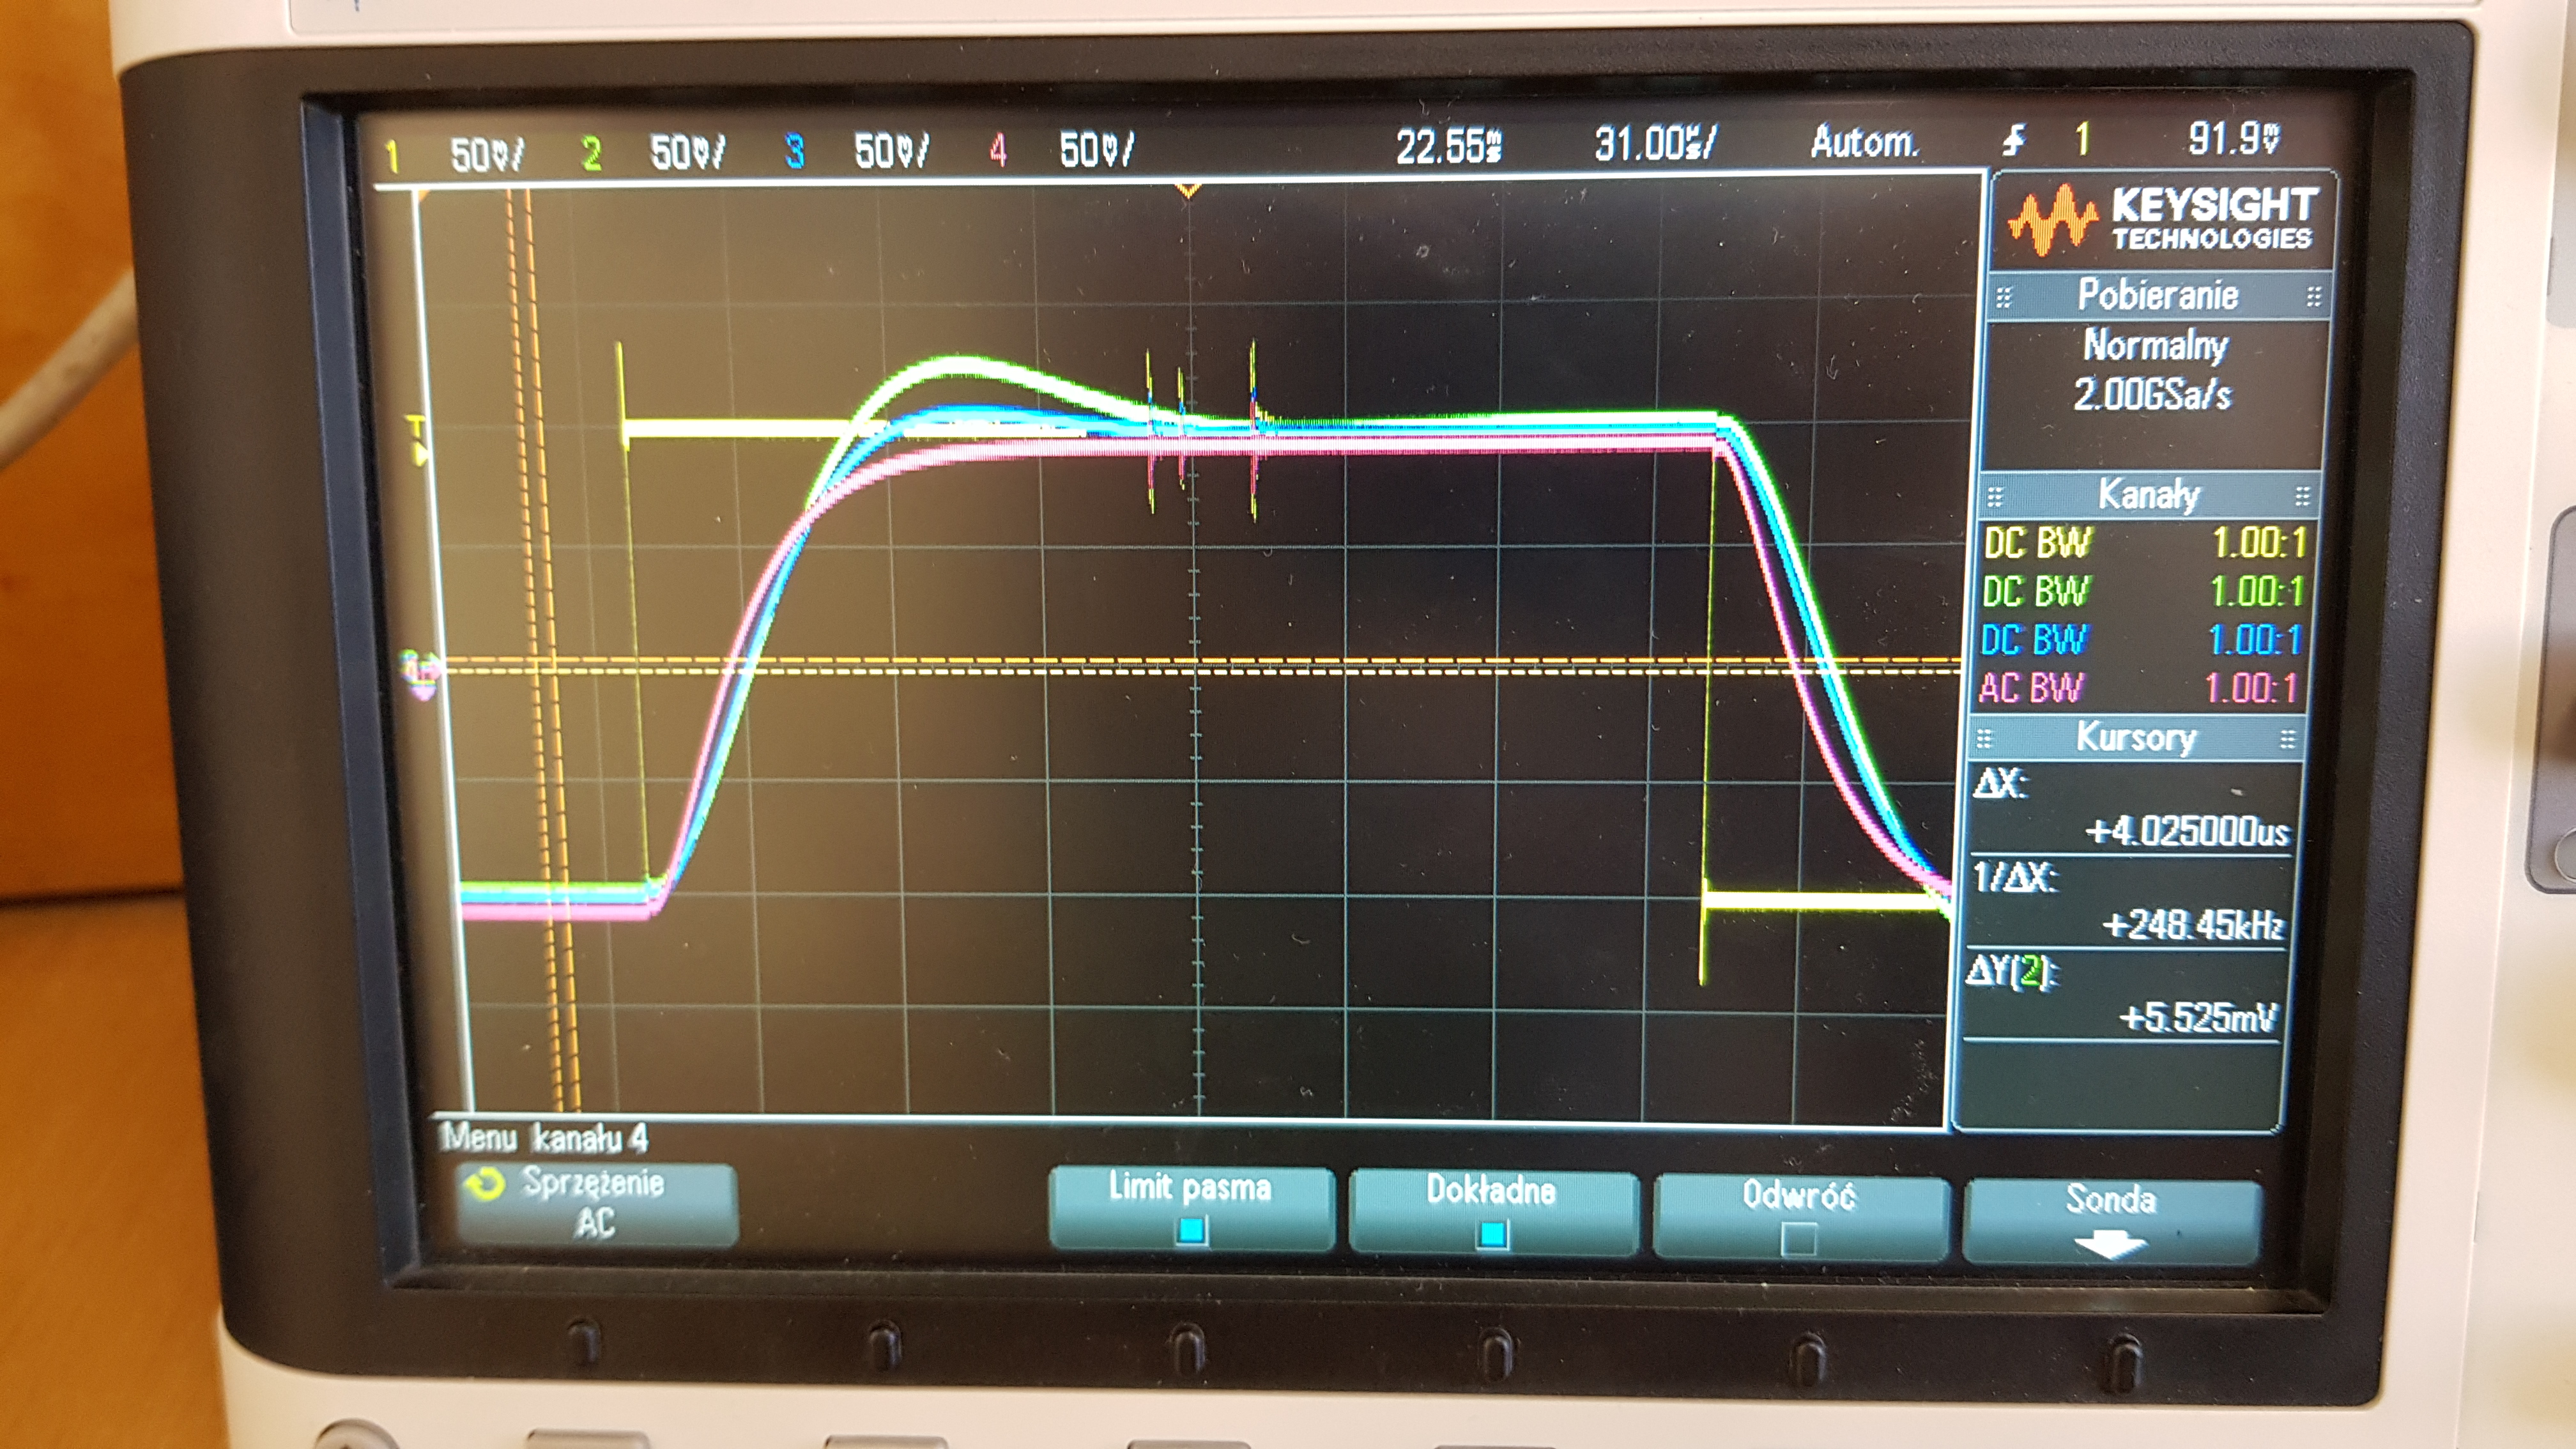 1 50mV/ 2 50mV/ 3 50mV/ 4 50mV/ 22.55ms 31.00us/ Autom. 1 91.9mV
KEYSIGHT
TECHNOLOGIES
Pobieranie
Normalny
2.00GSa/s
Kanały
DC BW 1.00:1
DC BW 1.00:1
DC BW 1.00:1
AC BW 1.00:1
Kursory
ΔX:
+4.025000us
1/ΔX:
+248.45kHz
ΔY(2):
+5.525mV
T
Menu kanału 4
Sprzężenie
AC
Limit pasma
Dokładne
Odwróć
Sonda